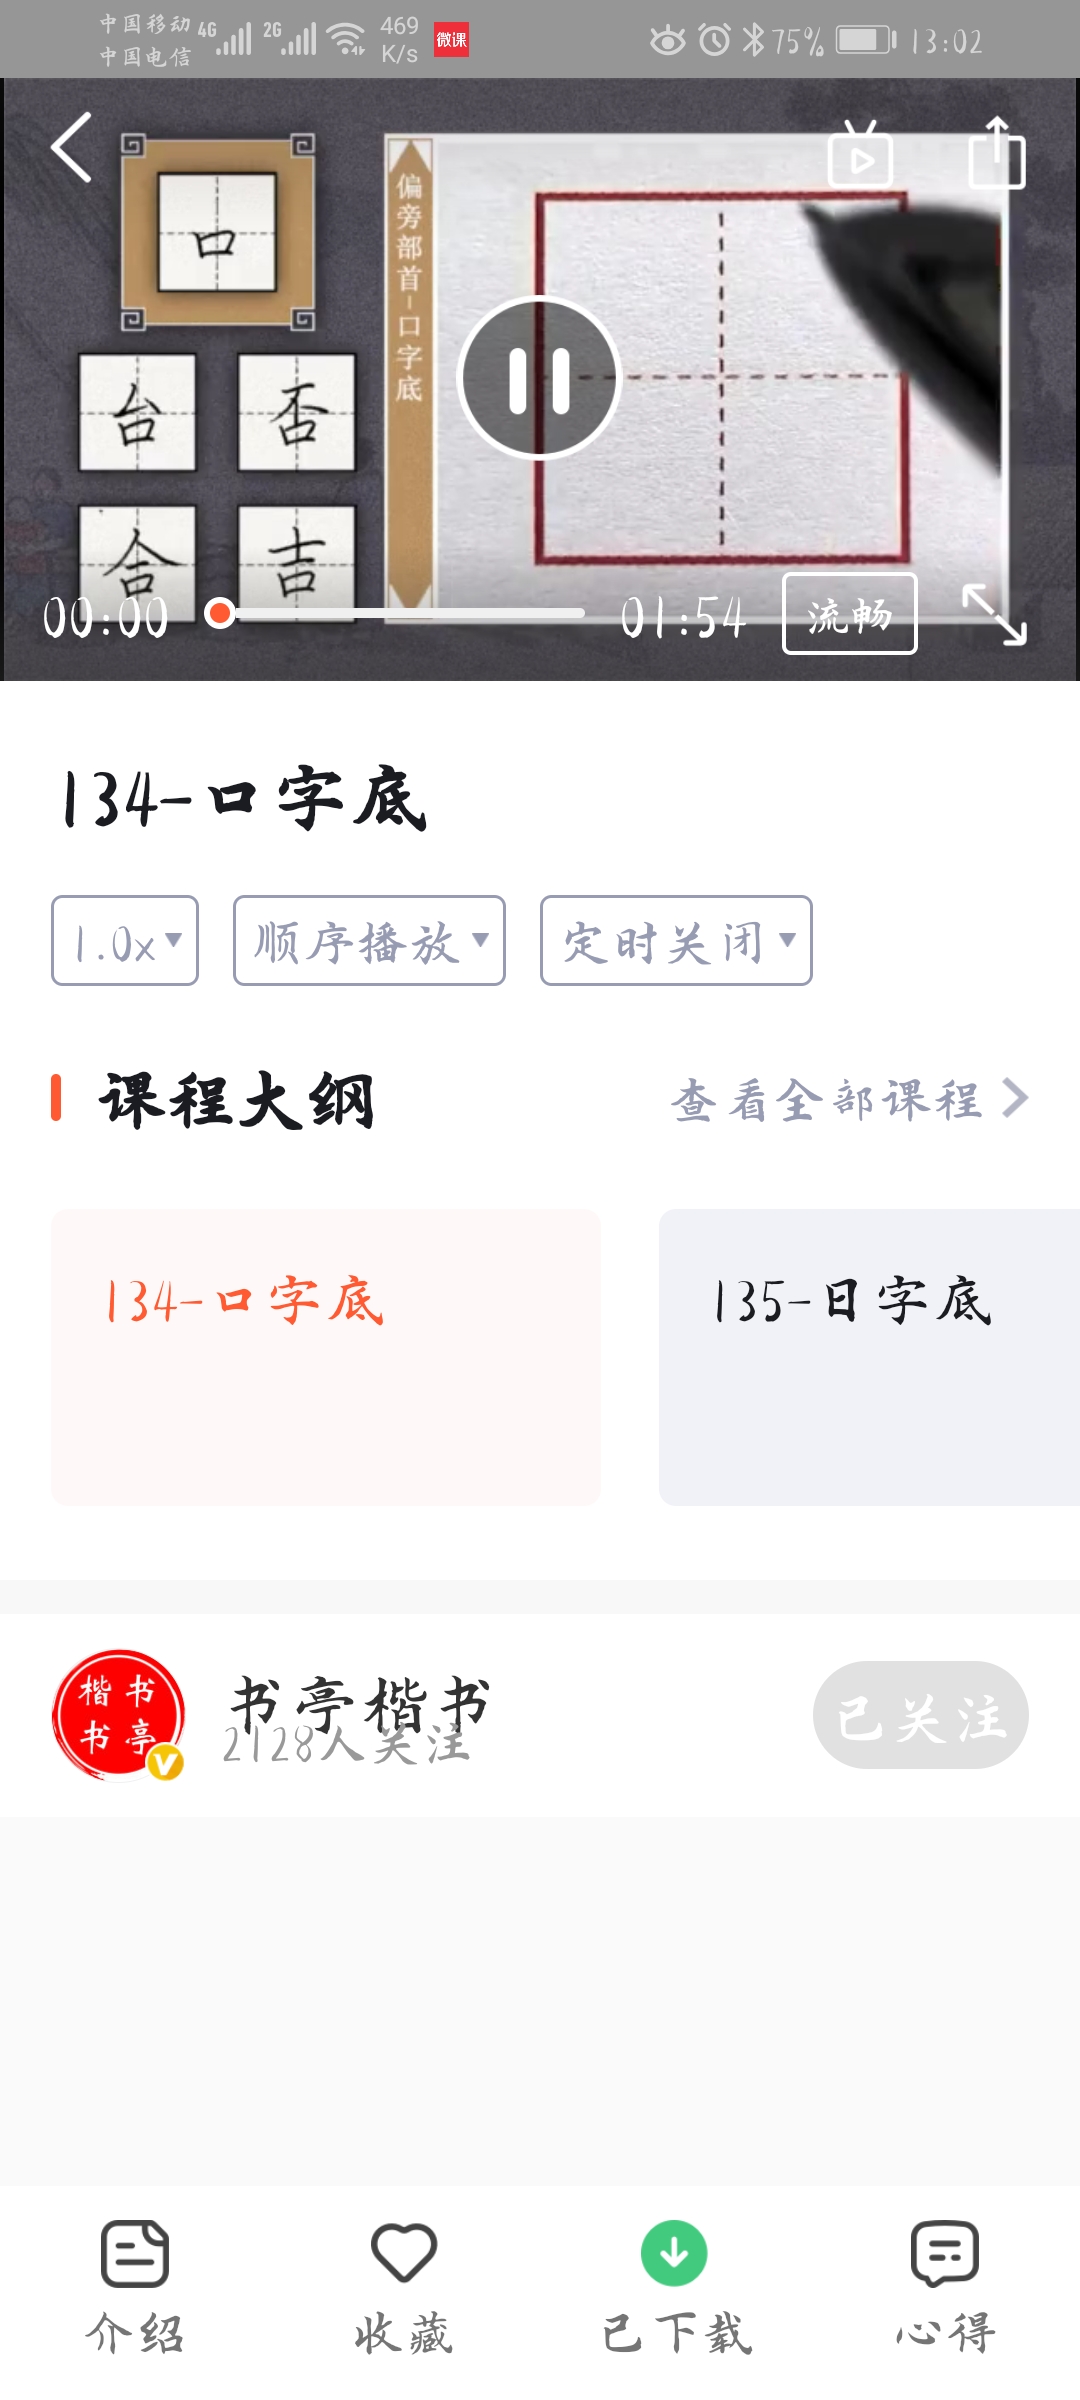 中国移动 4G 2G 469 K/s 微课 75% 13:02
中国电信
口
台 否
舍 吉
偏旁部首-口字底
00:00 01:54 流畅
134-口字底
1.0x 顺序播放 定时关闭
课程大纲 查看全部课程
134-口字底 135-日字底
楷书书亭
书亭楷书
2128人关注
已关注
介绍 收藏 已下载 心得